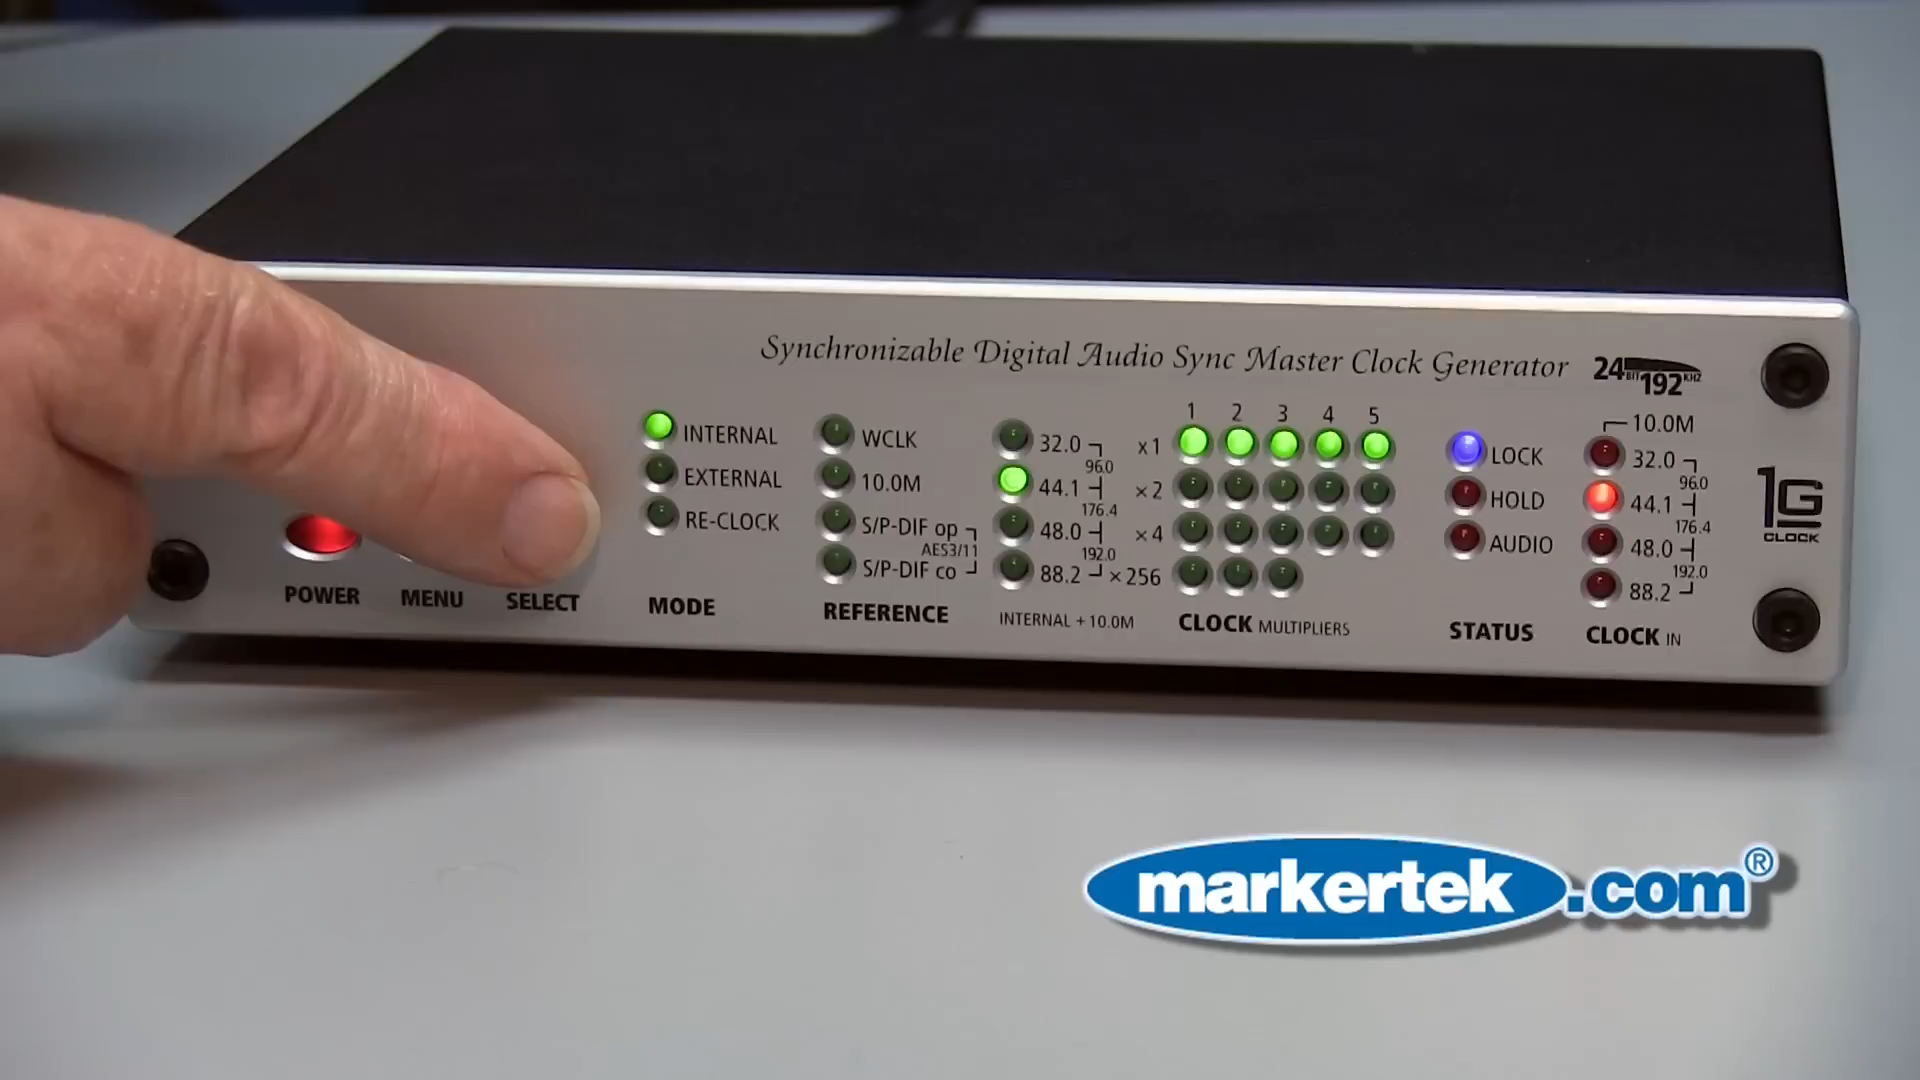 Synchronizable Digital Audio Sync Master Clock Generator
24 BIT 192 KHZ
POWER
MENU
SELECT
INTERNAL
EXTERNAL
RE-CLOCK
MODE
WCLK
10.0M
S/P-DIF op
AES3/11
S/P-DIF co
REFERENCE
32.0
96.0
44.1
176.4
48.0
192.0
88.2
INTERNAL + 10.0M
1 2 3 4 5
x1
x2
x4
x256
CLOCK MULTIPLIERS
LOCK
HOLD
AUDIO
STATUS
10.0M
32.0
96.0
44.1
176.4
48.0
192.0
88.2
CLOCK IN
1G
CLOCK
markertek.com®